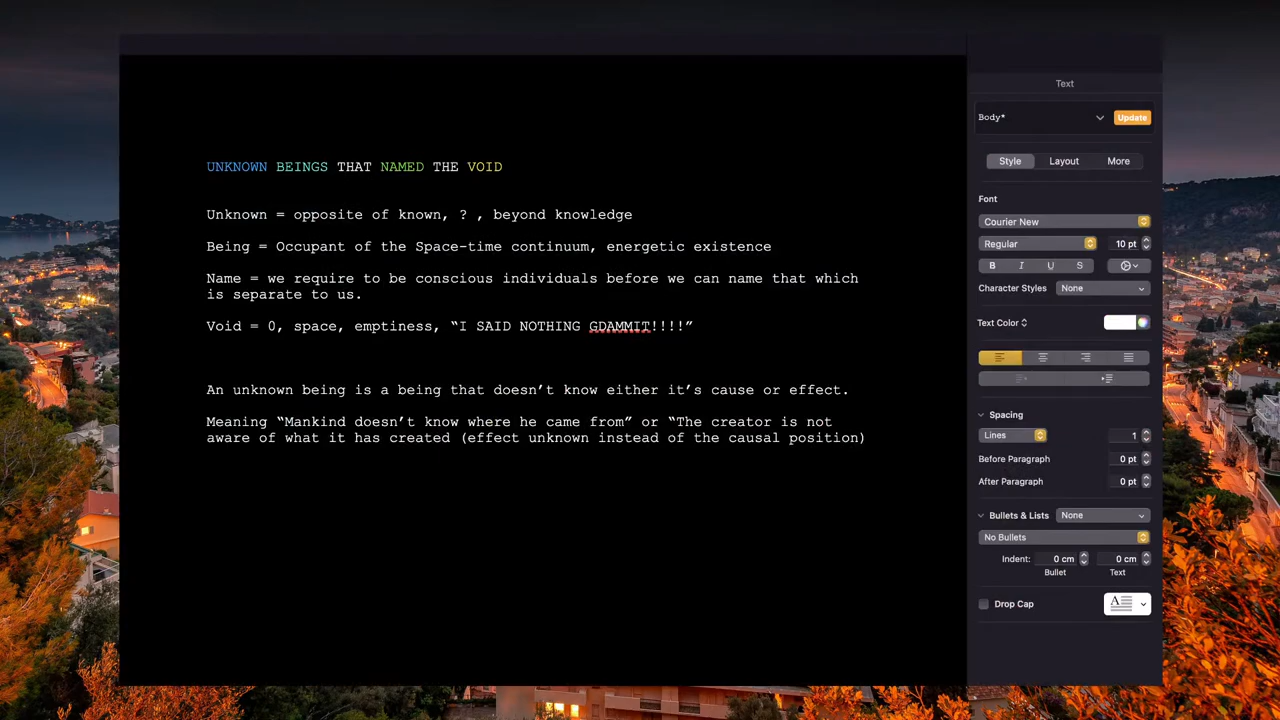 UNKNOWN BEINGS THAT NAMED THE VOID
Unknown = opposite of known, ? , beyond knowledge
Being = Occupant of the Space-time continuum, energetic existence
Name = we require to be conscious individuals before we can name that which
is separate to us.
Void = 0, space, emptiness, “I SAID NOTHING GDAMMIT!!!!”
An unknown being is a being that doesn’t know either it’s cause or effect.
Meaning “Mankind doesn’t know where he came from” or “The creator is not
aware of what it has created (effect unknown instead of the causal position)
Text
Body*
Update
Style Layout More
Font
Courier New
Regular 10 pt
B I U S
Character Styles None
Text Color
Spacing
Lines 1
Before Paragraph 0 pt
After Paragraph 0 pt
Bullets & Lists None
No Bullets
Indent: 0 cm 0 cm
Bullet Text
Drop Cap A